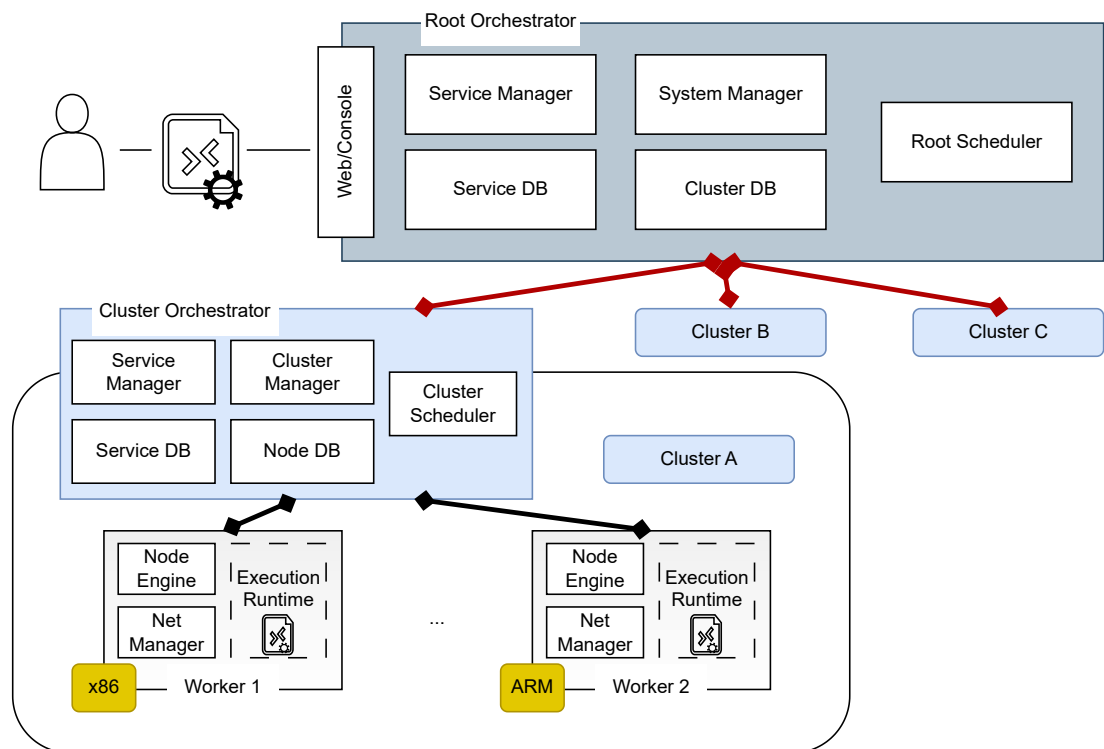 Root Orchestrator
Web/Console
Service Manager
System Manager
Root Scheduler
Service DB
Cluster DB
Cluster Orchestrator
Cluster B
Cluster C
Service
Manager
Cluster
Manager
Cluster
Scheduler
Service DB
Node DB
Cluster A
Node
Engine
Execution
Runtime
Net
Manager
x86
Worker 1
...
Node
Engine
Execution
Runtime
Net
Manager
ARM
Worker 2